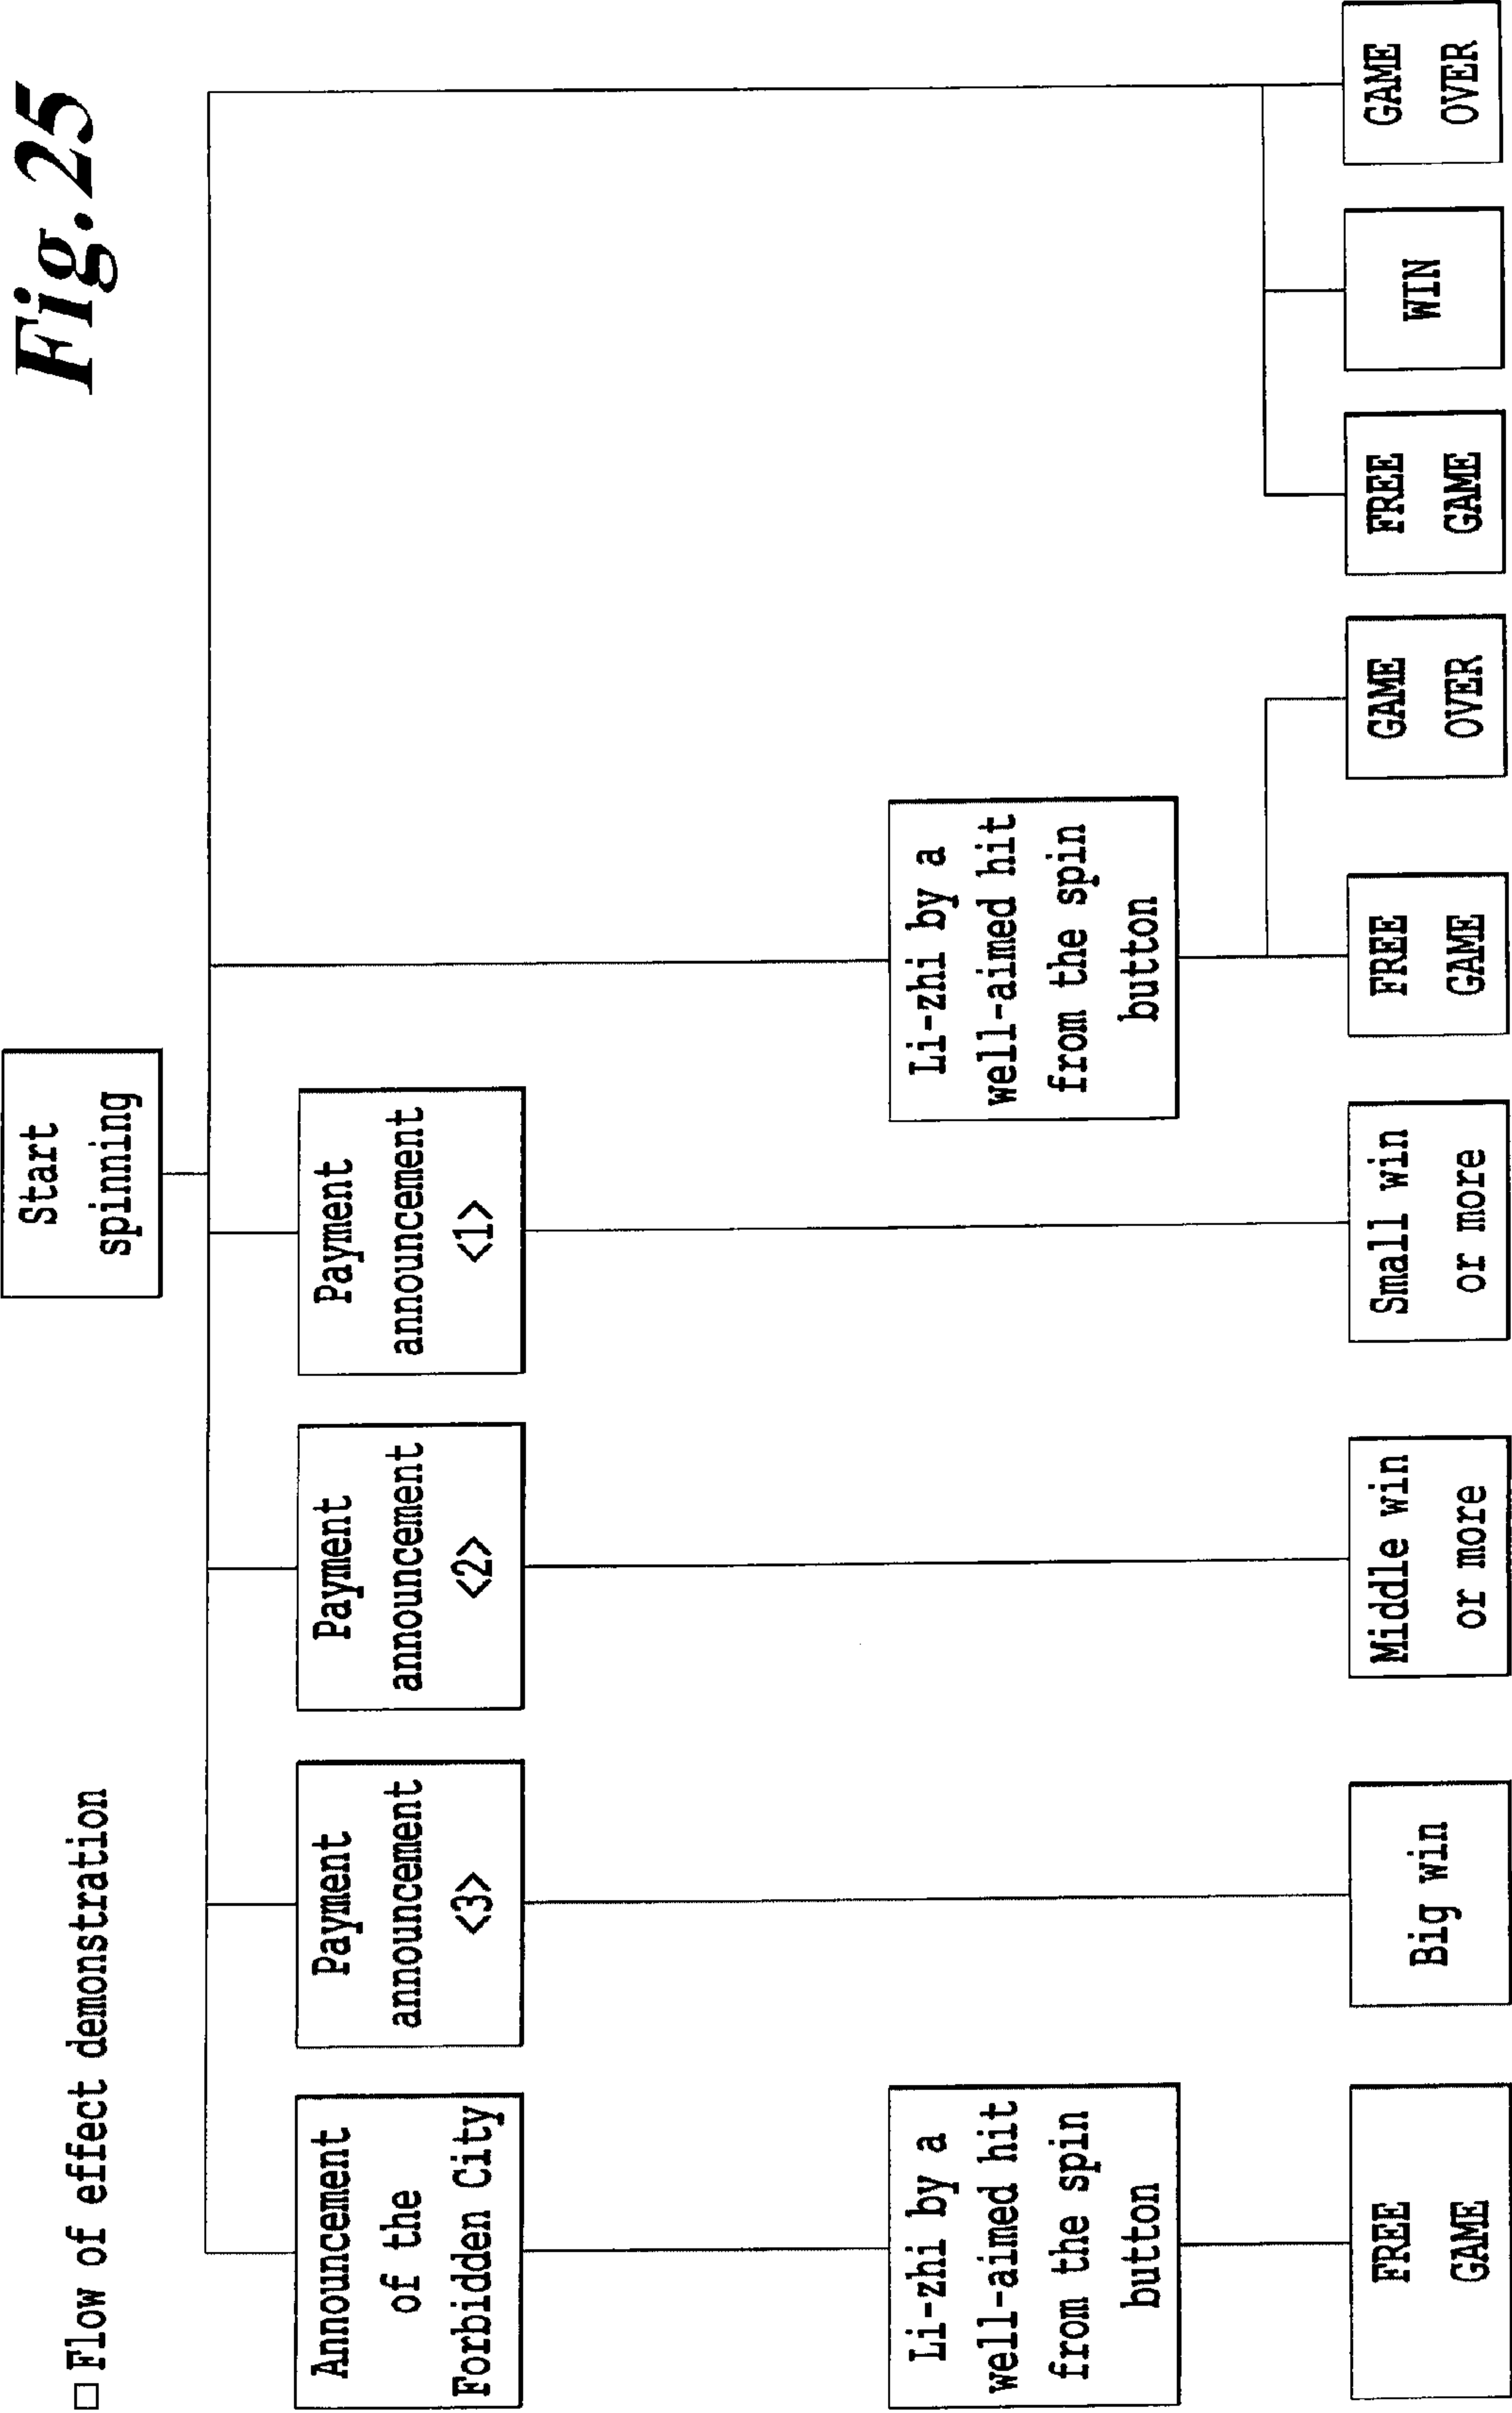 Fig.25
□ Flow of effect demonstration
Start
spinning
Announcement
of the
Forbidden City
Payment
announcement
<3>
Payment
announcement
<2>
Payment
announcement
<1>
Li-zhi by a
well-aimed hit
from the spin
button
Li-zhi by a
well-aimed hit
from the spin
button
FREE
GAME
Big win
Middle win
or more
Small win
or more
FREE
GAME
GAME
OVER
FREE
GAME
WIN
GAME
OVER